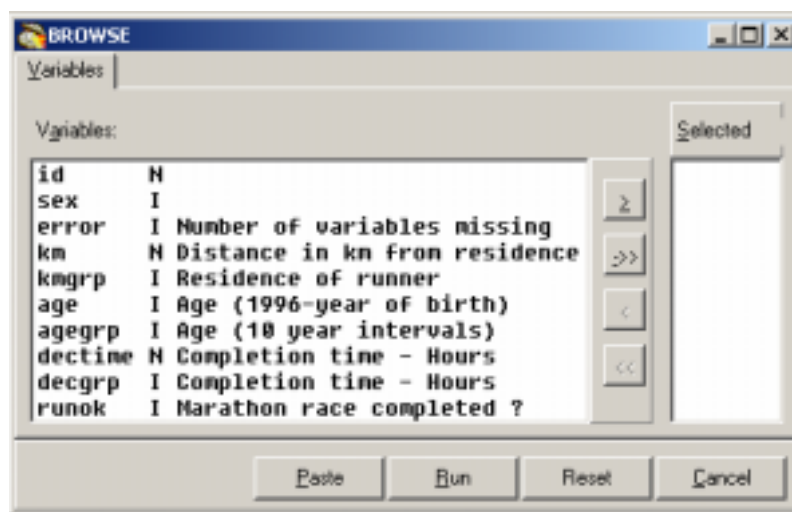 BROWSE
Variables
Variables:
Selected
id N
sex I
error I Number of variables missing
km N Distance in km from residence
kmgrp I Residence of runner
age I Age (1996-year of birth)
agegrp I Age (10 year intervals)
dectime N Completion time - Hours
decgrp I Completion time - Hours
runok I Marathon race completed ?
>
>>
<
<<
Paste Run Reset Cancel